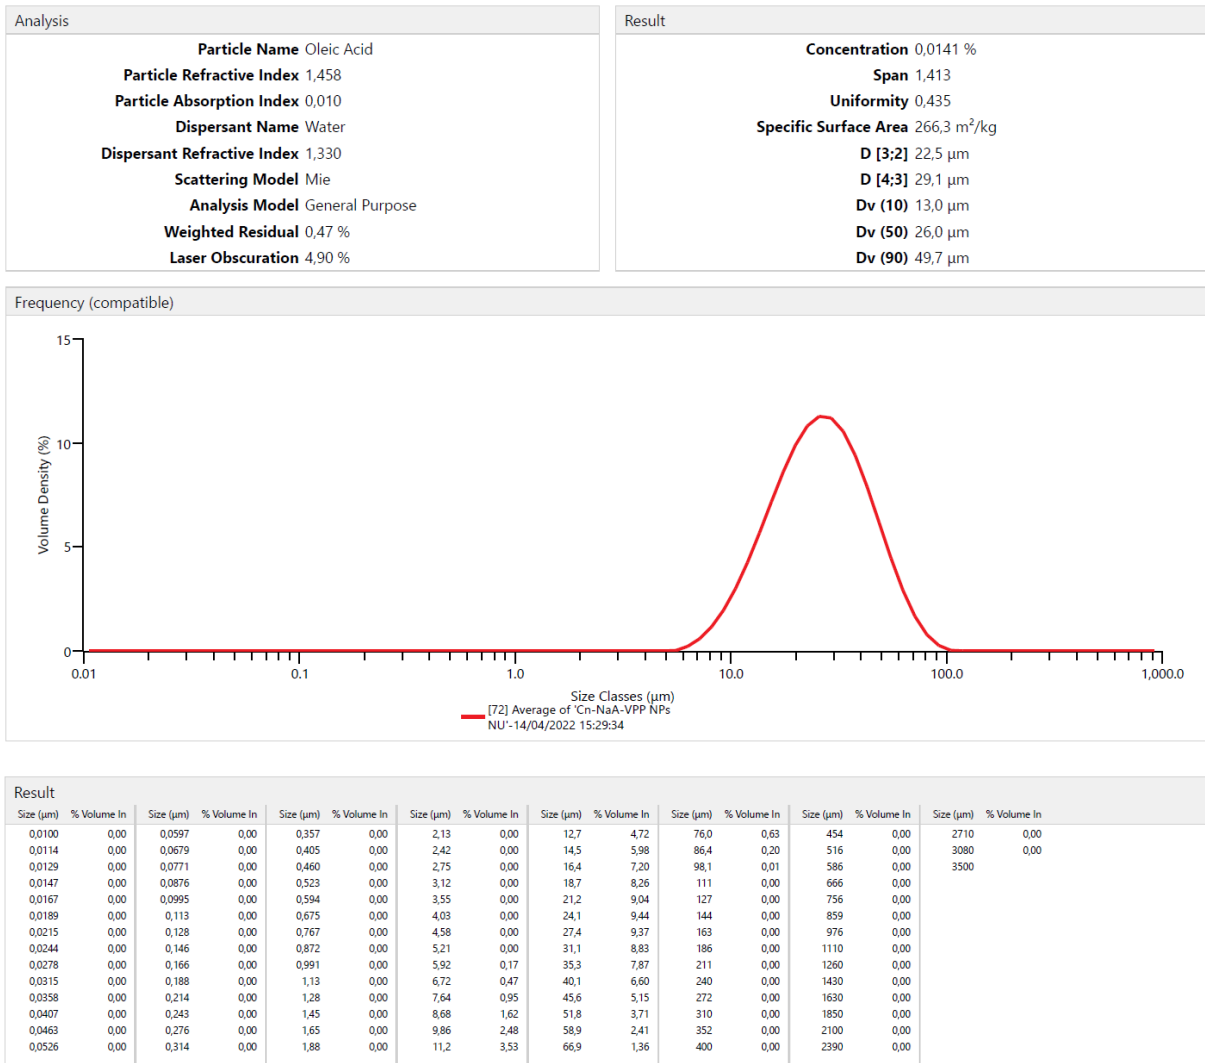 Analysis
Particle Name Oleic Acid
Particle Refractive Index 1,458
Particle Absorption Index 0,010
Dispersant Name Water
Dispersant Refractive Index 1,330
Scattering Model Mie
Analysis Model General Purpose
Weighted Residual 0,47 %
Laser Obscuration 4,90 %
Result
Concentration 0,0141 %
Span 1,413
Uniformity 0,435
Specific Surface Area 266,3 m²/kg
D [3;2] 22,5 µm
D [4;3] 29,1 µm
Dv (10) 13,0 µm
Dv (50) 26,0 µm
Dv (90) 49,7 µm
Frequency (compatible)
15
10
5
0
Volume Density (%)
0.01 0.1 1.0 10.0 100.0 1,000.0
Size Classes (µm)
[72] Average of 'Cn-NaA-VPP NPs
NU'-14/04/2022 15:29:34
Result
Size (µm) % Volume In Size (µm) % Volume In Size (µm) % Volume In Size (µm) % Volume In Size (µm) % Volume In Size (µm) % Volume In Size (µm) % Volume In Size (µm) % Volume In
0,0100 0,00 0,0597 0,00 0,357 0,00 2,13 0,00 12,7 4,72 76,0 0,63 454 0,00 2710 0,00
0,0114 0,00 0,0679 0,00 0,405 0,00 2,42 0,00 14,5 5,98 86,4 0,20 516 0,00 3080 0,00
0,0129 0,00 0,0771 0,00 0,460 0,00 2,75 0,00 16,4 7,20 98,1 0,01 586 0,00 3500
0,0147 0,00 0,0876 0,00 0,523 0,00 3,12 0,00 18,7 8,26 111 0,00 666 0,00
0,0167 0,00 0,0995 0,00 0,594 0,00 3,55 0,00 21,2 9,04 127 0,00 756 0,00
0,0189 0,00 0,113 0,00 0,675 0,00 4,03 0,00 24,1 9,44 144 0,00 859 0,00
0,0215 0,00 0,128 0,00 0,767 0,00 4,58 0,00 27,4 9,37 163 0,00 976 0,00
0,0244 0,00 0,146 0,00 0,872 0,00 5,21 0,00 31,1 8,83 186 0,00 1110 0,00
0,0278 0,00 0,166 0,00 0,991 0,00 5,92 0,17 35,3 7,87 211 0,00 1260 0,00
0,0315 0,00 0,188 0,00 1,13 0,00 6,72 0,47 40,1 6,60 240 0,00 1430 0,00
0,0358 0,00 0,214 0,00 1,28 0,00 7,64 0,95 45,6 5,15 272 0,00 1630 0,00
0,0407 0,00 0,243 0,00 1,45 0,00 8,68 1,62 51,8 3,71 310 0,00 1850 0,00
0,0463 0,00 0,276 0,00 1,65 0,00 9,86 2,48 58,9 2,41 352 0,00 2100 0,00
0,0526 0,00 0,314 0,00 1,88 0,00 11,2 3,53 66,9 1,36 400 0,00 2390 0,00